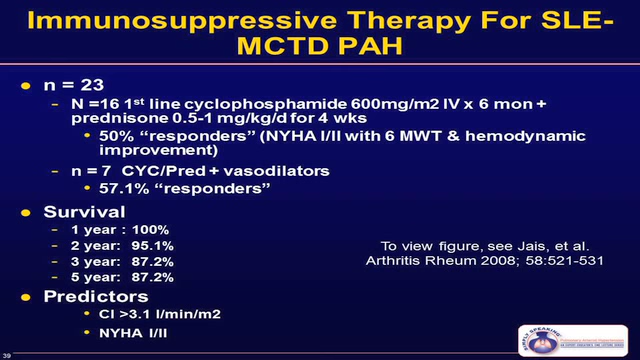 Immunosuppressive Therapy For SLE-
MCTD PAH
n = 23
– N =16 1st line cyclophosphamide 600mg/m2 IV x 6 mon +
prednisone 0.5-1 mg/kg/d for 4 wks
• 50% “responders” (NYHA I/II with 6 MWT & hemodynamic
improvement)
– n = 7 CYC/Pred + vasodilators
• 57.1% “responders”
Survival
– 1 year : 100%
– 2 year: 95.1%
– 3 year: 87.2%
– 5 year: 87.2%
To view figure, see Jais, et al.
Arthritis Rheum 2008; 58:521-531
Predictors
• CI >3.1 l/min/m2
• NYHA I/II
39
SIMPLY SPEAKING